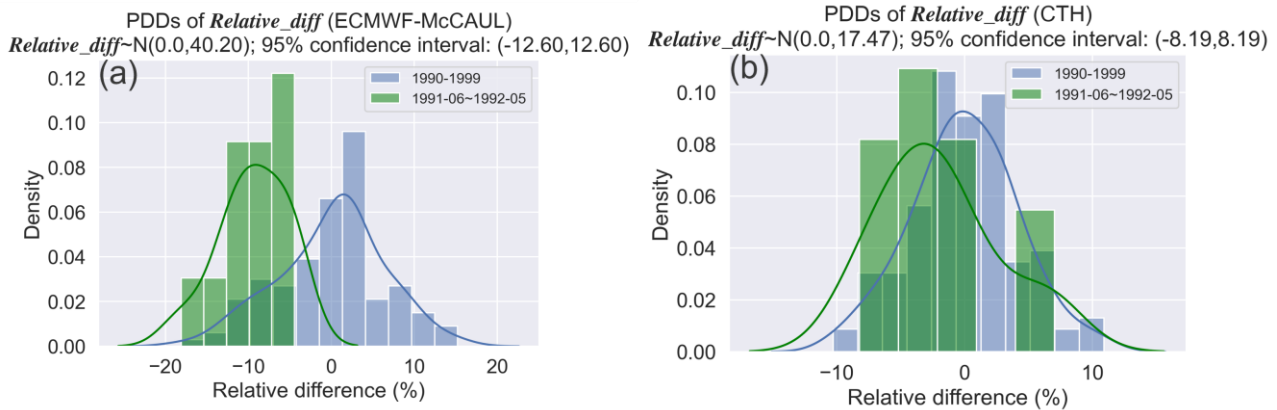 PDDs of Relative_diff (ECMWF-McCAUL)
Relative_diff~N(0.0,40.20); 95% confidence interval: (-12.60,12.60)
(a)
1990-1999
1991-06~1992-05
0.12
0.10
0.08
0.06
0.04
0.02
0.00
Density
−20
−10
0
10
20
Relative difference (%)
PDDs of Relative_diff (CTH)
Relative_diff~N(0.0,17.47); 95% confidence interval: (-8.19,8.19)
(b)
1990-1999
1991-06~1992-05
0.10
0.08
0.06
0.04
0.02
0.00
Density
−10
0
10
Relative difference (%)